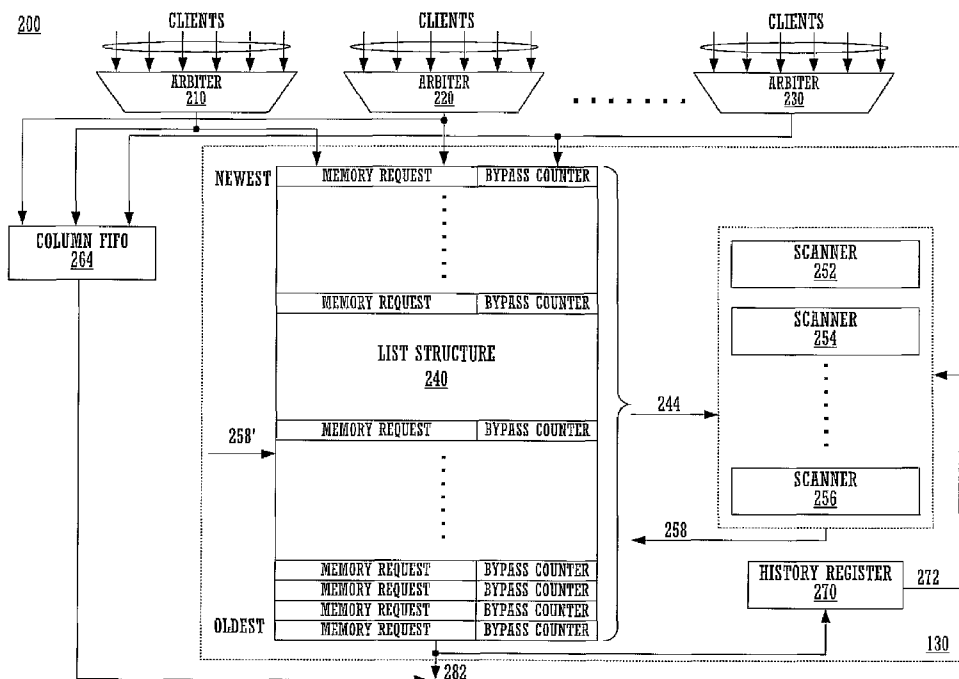 200
CLIENTS
CLIENTS
CLIENTS
ARBITER
210
ARBITER
220
ARBITER
230
NEWEST
MEMORY REQUEST
BYPASS COUNTER
COLUMN FIFO
264
SCANNER
252
MEMORY REQUEST
BYPASS COUNTER
SCANNER
254
LIST STRUCTURE
240
244
MEMORY REQUEST
BYPASS COUNTER
258'
SCANNER
256
258
MEMORY REQUEST
BYPASS COUNTER
MEMORY REQUEST
BYPASS COUNTER
MEMORY REQUEST
BYPASS COUNTER
OLDEST
MEMORY REQUEST
BYPASS COUNTER
HISTORY REGISTER
270
272
130
282